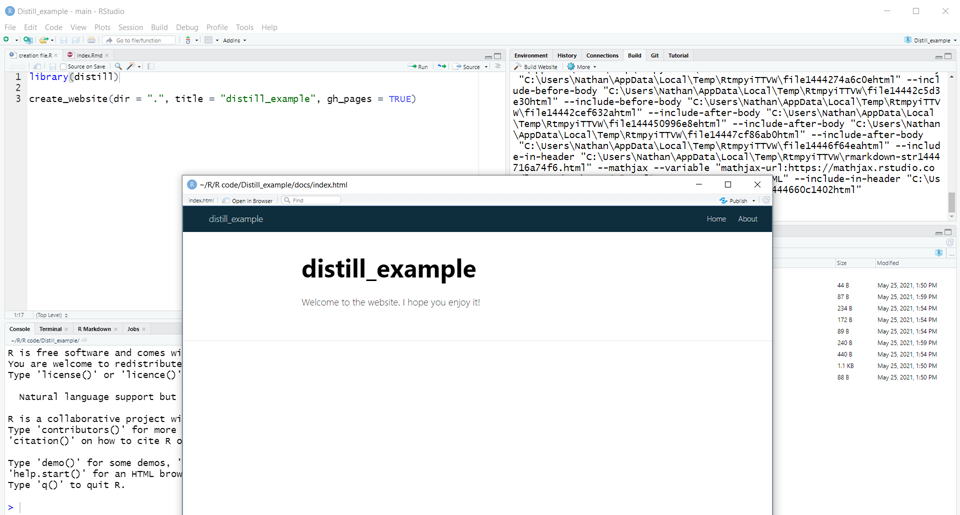 Distill_example - main - RStudio
File Edit Code View Plots Session Build Debug Profile Tools Help
Go to file/function Addins Distill_example
creation file.R × index.Rmd ×
Source on Save Run Source
1 library(distill)
2
3 create_website(dir = ".", title = "distill_example", gh_pages = TRUE)
1:17 (Top Level)
Environment History Connections Build Git Tutorial
Build Website More
"C:\Users\Nathan\AppData\Local\Temp\RtmpyiTTVW\file1444274a6c0ehtml" --incl
ude-before-body "C:\Users\Nathan\AppData\Local\Temp\RtmpyiTTVW\file14442c5d3
e30html" --include-before-body "C:\Users\Nathan\AppData\Local\Temp\RtmpyiTTV
W\file14442cef632ahtml" --include-after-body "C:\Users\Nathan\AppData\Local
\Temp\RtmpyiTTVW\file144450996e8ehtml" --include-after-body "C:\Users\Nathan
\AppData\Local\Temp\RtmpyiTTVW\file14447cf86ab0html" --include-after-body
"C:\Users\Nathan\AppData\Local\Temp\RtmpyiTTVW\file14446f64eahtml" --includ
e-in-header "C:\Users\Nathan\AppData\Local\Temp\RtmpyiTTVW\rmarkdown-str1444
716a74f6.html" --mathjax --variable "mathjax-url:https://mathjax.rstudio.co
HTML" --include-in-header "C:\Us
444660c1402html"
~/R/R code/Distill_example/docs/index.html
index.html Open in Browser Find Publish
distill_example Home About
distill_example
Welcome to the website. I hope you enjoy it!
Size Modified
44 B May 25, 2021, 1:50 PM
87 B May 25, 2021, 1:59 PM
234 B May 25, 2021, 1:54 PM
172 B May 25, 2021, 1:54 PM
89 B May 25, 2021, 1:54 PM
240 B May 25, 2021, 1:59 PM
440 B May 25, 2021, 1:54 PM
1.1 KB May 25, 2021, 1:50 PM
88 B May 25, 2021, 1:50 PM
Console Terminal × R Markdown × Jobs ×
~/R/R code/Distill_example/
R is free software and comes wi
You are welcome to redistribute
Type 'license()' or 'licence()'
Natural language support but
R is a collaborative project wi
Type 'contributors()' for more
'citation()' on how to cite R o
Type 'demo()' for some demos, '
'help.start()' for an HTML brow
Type 'q()' to quit R.
>